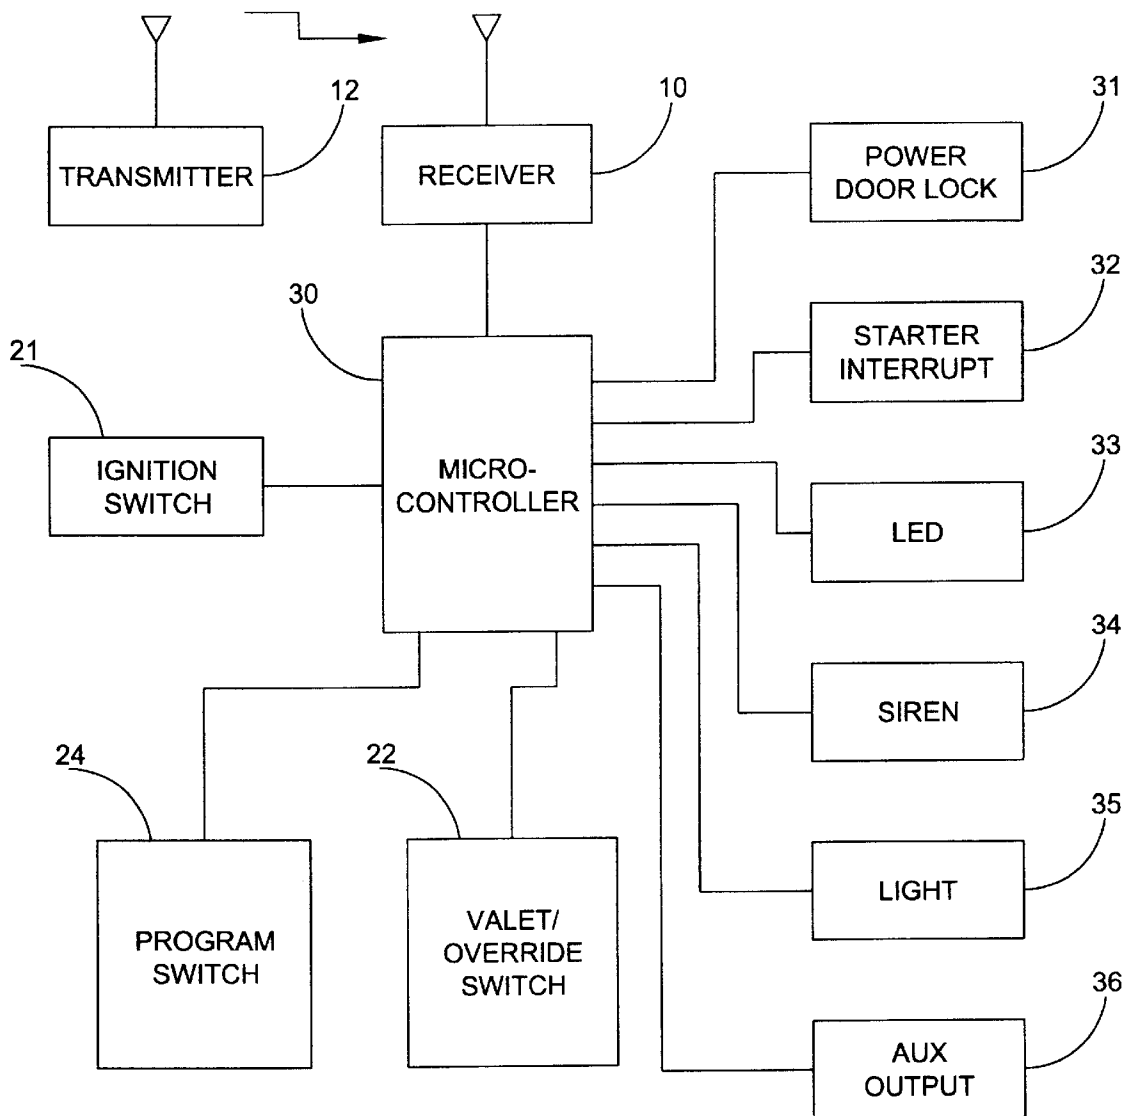 12
10
31
TRANSMITTER
RECEIVER
POWER
DOOR LOCK
30
32
21
STARTER
INTERRUPT
IGNITION
SWITCH
MICRO-
CONTROLLER
33
LED
34
SIREN
24
22
35
PROGRAM
SWITCH
VALET/
OVERRIDE
SWITCH
LIGHT
36
AUX
OUTPUT